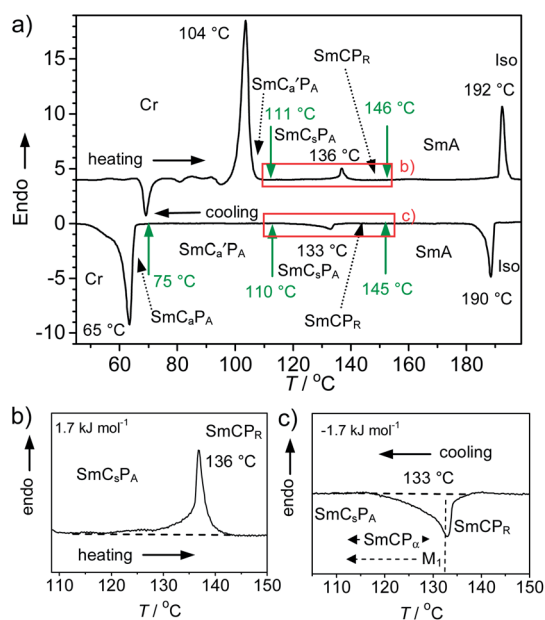 a)
104 °C
SmCPR
Iso
192 °C
SmCa′PA
Cr
111 °C
146 °C
SmCsPA
136 °C
SmA
heating
b)
cooling
c)
Endo
15
10
5
0
-5
-10
SmCa′PA
133 °C
SmCsPA
SmA
Cr
75 °C
110 °C
145 °C
Iso
65 °C
SmCaPA
SmCPR
190 °C
60 80 100 120 140 160 180
T / °C
b)
1.7 kJ mol-1
SmCPR
136 °C
SmCsPA
heating
endo
110 120 130 140 150
T / °C
c)
-1.7 kJ mol-1
cooling
133 °C
SmCsPA
SmCPα
SmCPR
M1
endo
110 120 130 140 150
T / °C